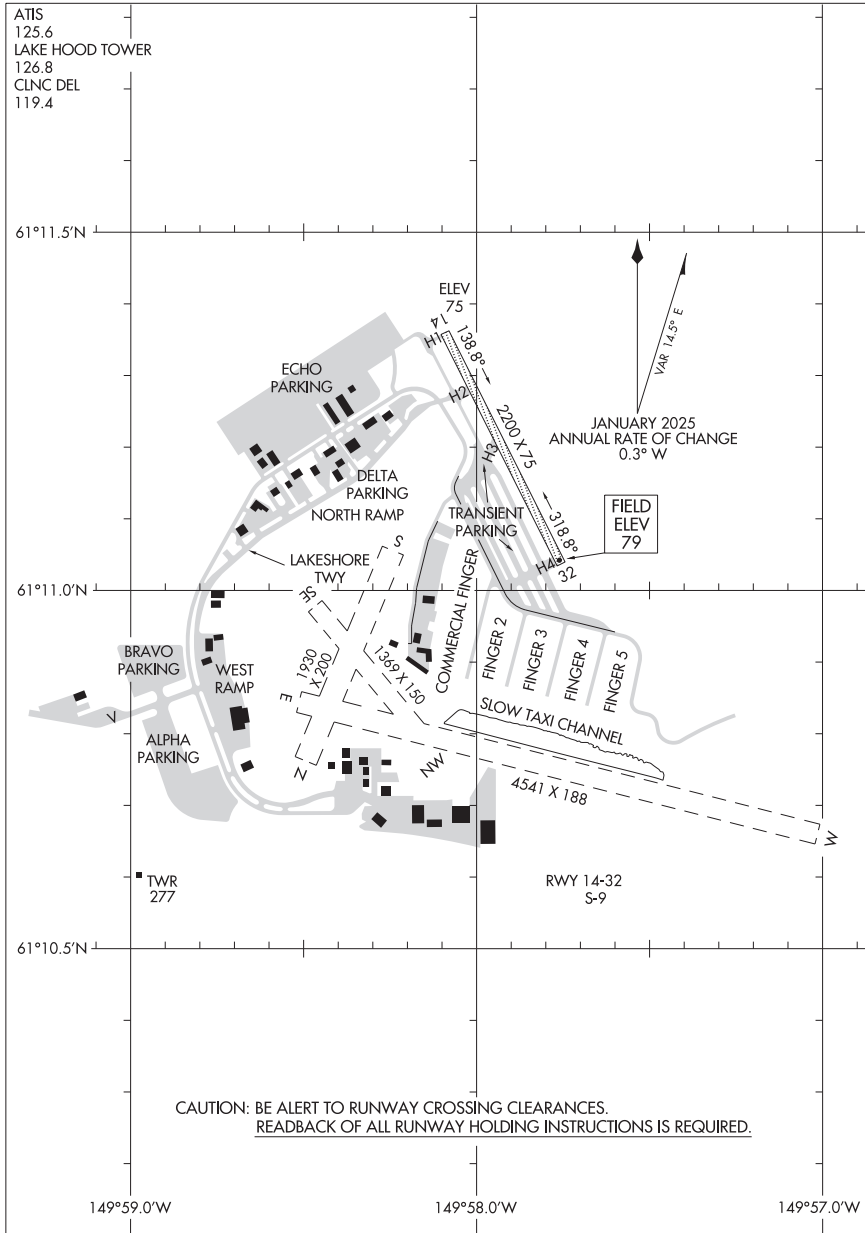 ATIS
125.6
LAKE HOOD TOWER
126.8
CLNC DEL
119.4
61°11.5'N
ELEV
75
14
H1
138.8°
VAR 14.5° E
ECHO
PARKING
H2
2200 X 75
JANUARY 2025
ANNUAL RATE OF CHANGE
0.3° W
H3
DELTA
PARKING
NORTH RAMP
TRANSIENT
PARKING
318.8°
FIELD
ELEV
79
LAKESHORE
TWY
S
H4
32
61°11.0'N
SE
COMMERCIAL FINGER
FINGER 2
FINGER 3
FINGER 4
FINGER 5
BRAVO
PARKING
WEST
RAMP
1930
X 200
1369 X 150
E
V
SLOW TAXI CHANNEL
ALPHA
PARKING
N
NW
4541 X 188
W
TWR
277
RWY 14-32
S-9
61°10.5'N
CAUTION: BE ALERT TO RUNWAY CROSSING CLEARANCES.
READBACK OF ALL RUNWAY HOLDING INSTRUCTIONS IS REQUIRED.
149°59.0'W
149°58.0'W
149°57.0'W